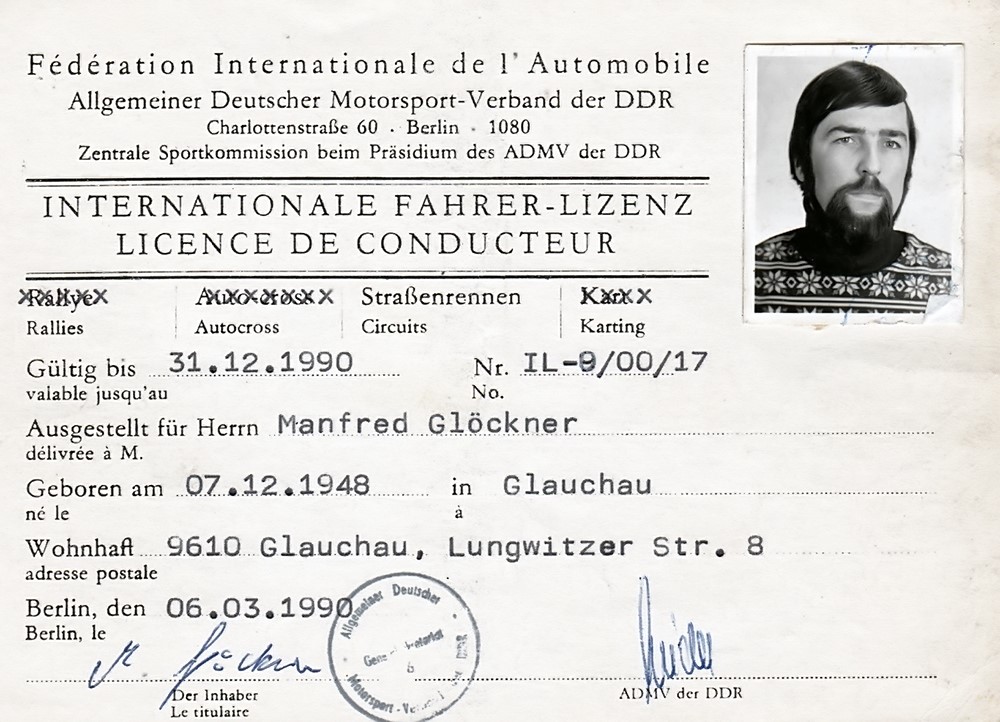 Fédération Internationale de l'Automobile
Allgemeiner Deutscher Motorsport-Verband der DDR
Charlottenstraße 60 · Berlin · 1080
Zentrale Sportkommission beim Präsidium des ADMV der DDR
INTERNATIONALE FAHRER-LIZENZ
LICENCE DE CONDUCTEUR
Rallye Auto-cross Straßenrennen Kart
Rallies Autocross Circuits Karting
Gültig bis 31.12.1990 Nr. IL-9/00/17
valable jusqu'au No.
Ausgestellt für Herrn Manfred Glöckner
délivrée à M.
Geboren am 07.12.1948 in Glauchau
né le à
Wohnhaft 9610 Glauchau, Lungwitzer Str. 8
adresse postale
Berlin, den 06.03.1990
Berlin, le
Allgemeiner Deutscher
6
Motorsport
M. Glöckner
Der Inhaber ADMV der DDR
Le titulaire